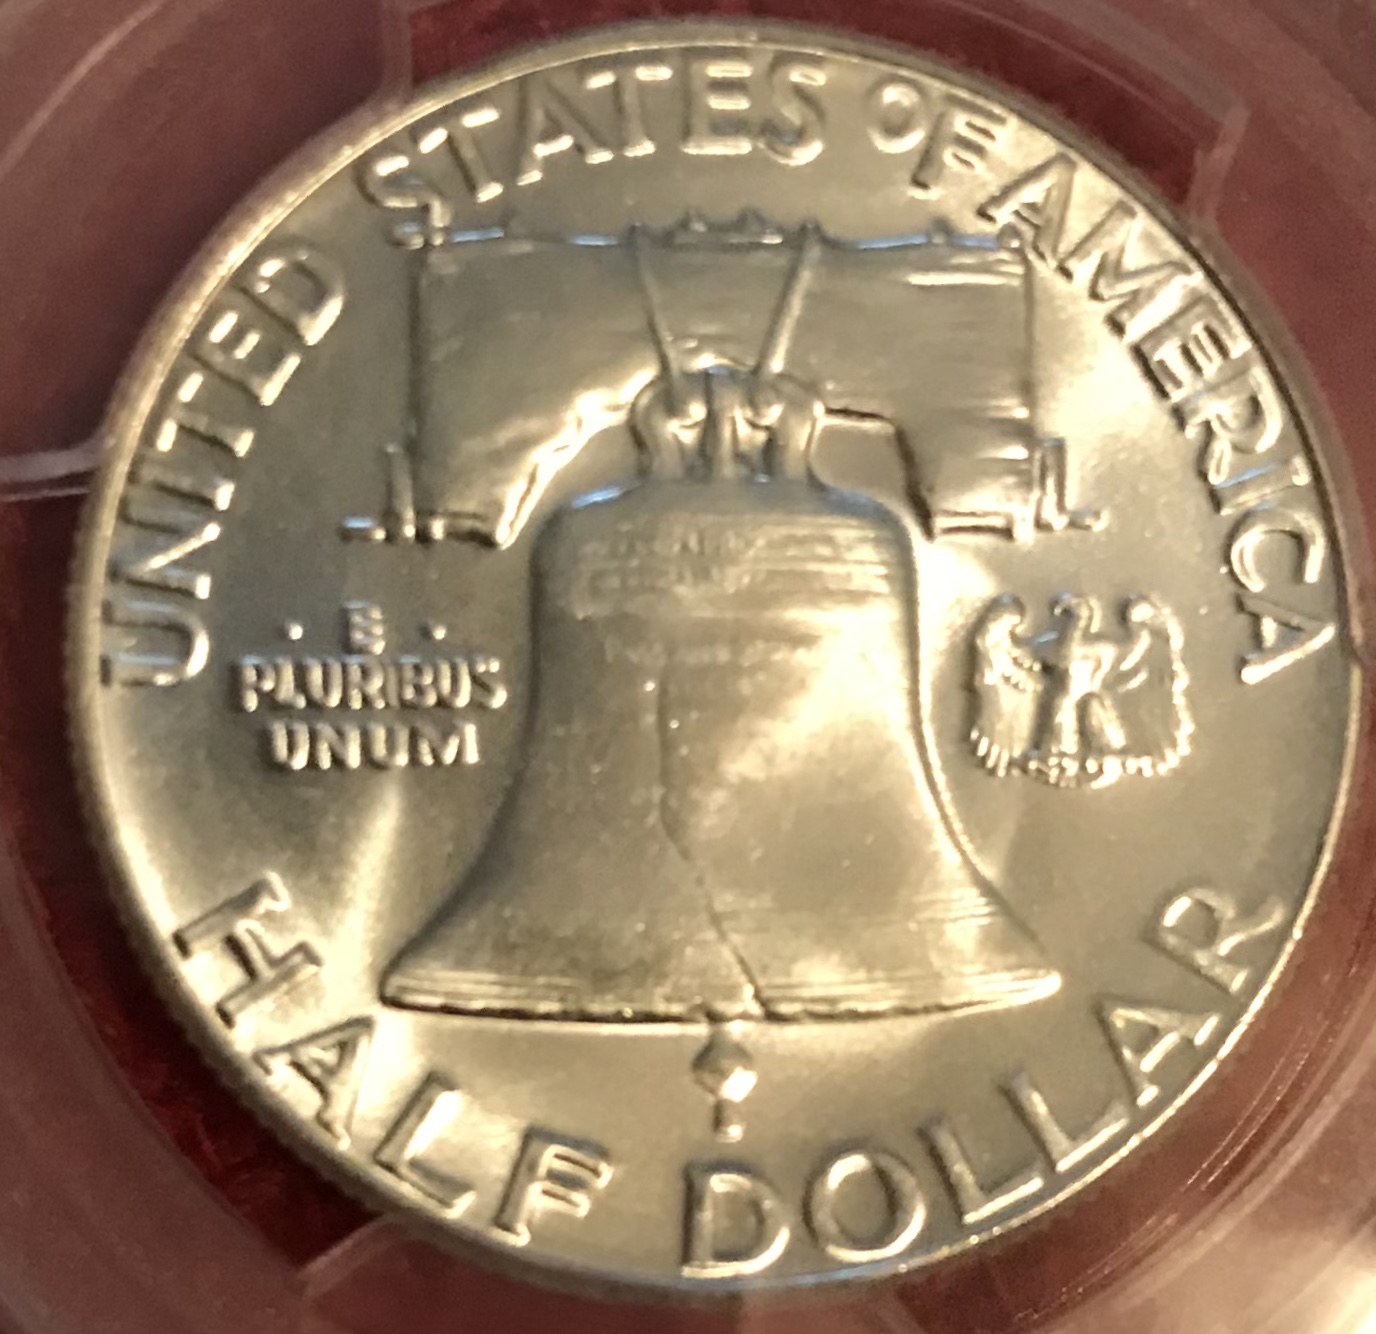 UNITED STATES OF AMERICA
· E ·
PLURIBUS
UNUM
HALF DOLLAR